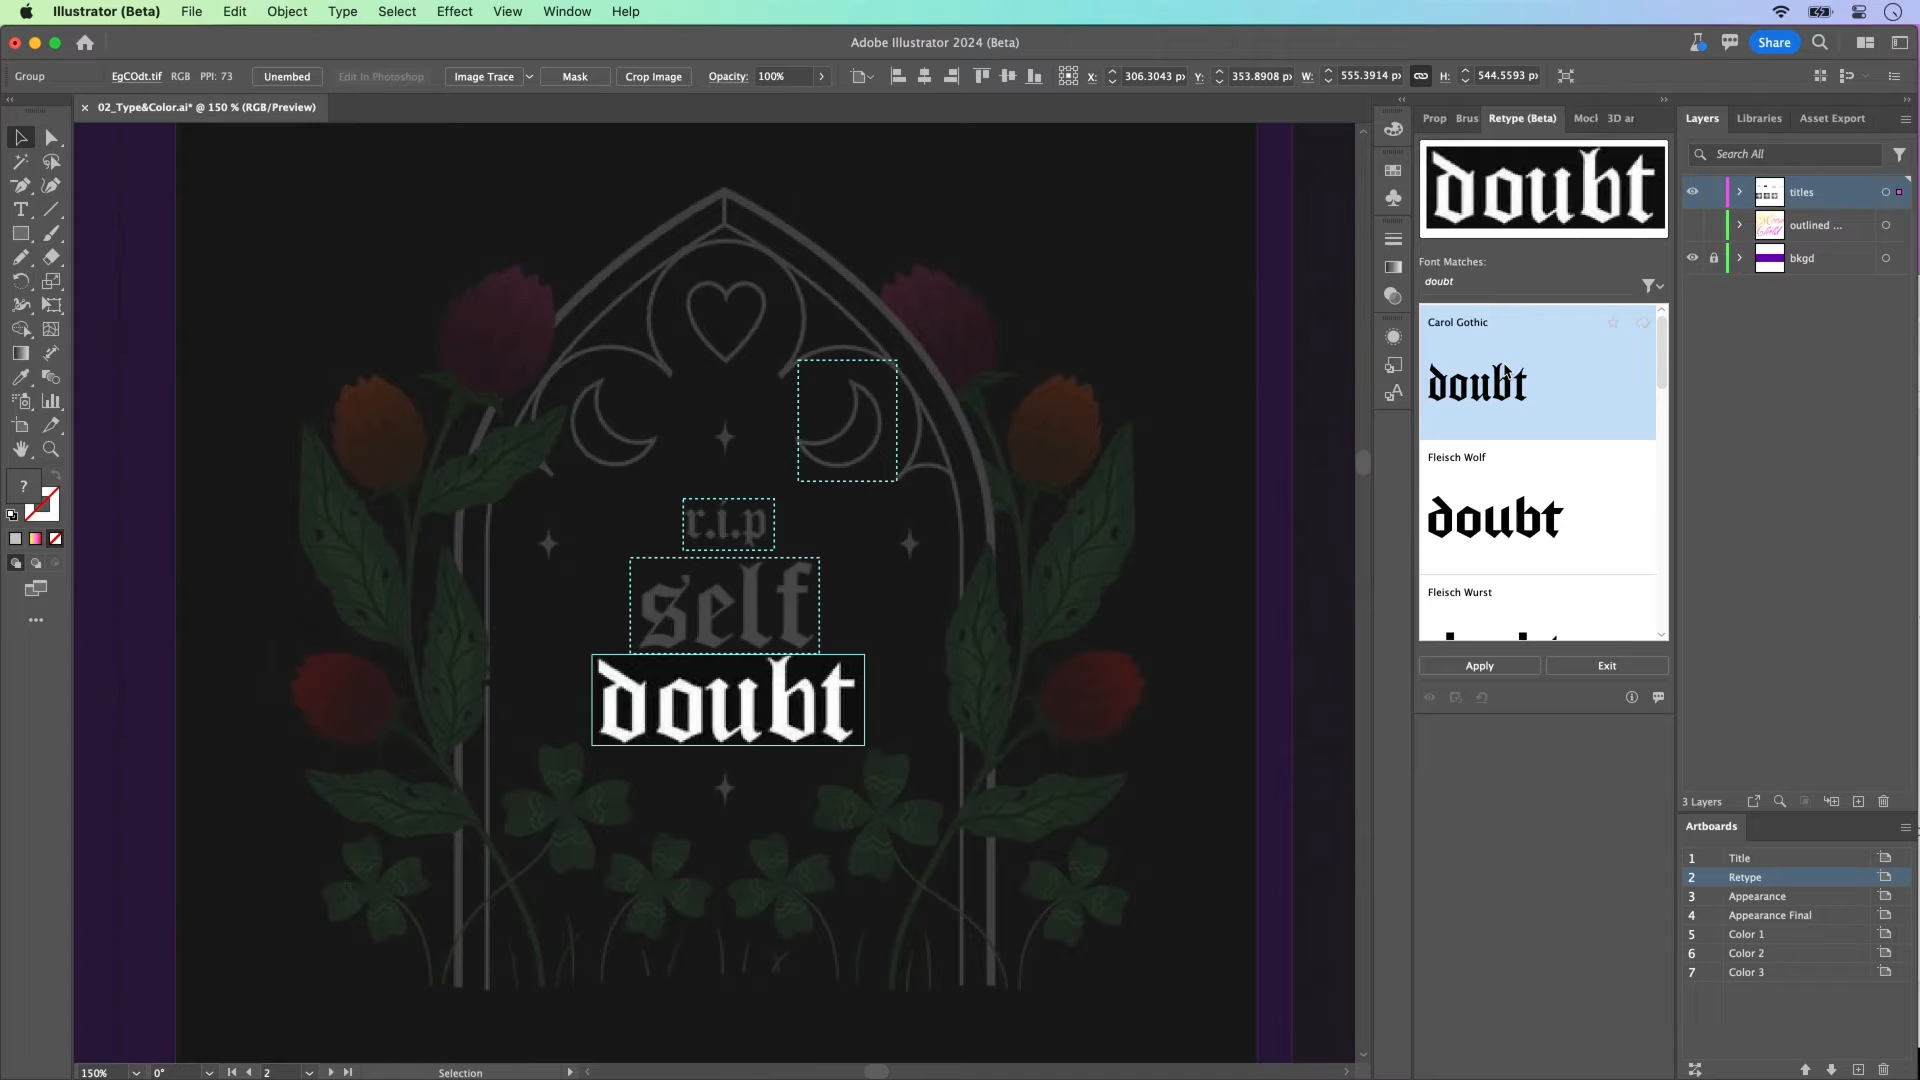 Illustrator (Beta) File Edit Object Type Select Effect View Window Help
Adobe Illustrator 2024 (Beta)
Share
Group EgCOdt.tif RGB PPI: 73 Unembed Edit In Photoshop Image Trace Mask Crop Image Opacity: 100% X: 306.3043 px Y: 353.8908 px W: 555.3914 px H: 544.5593 px
02_Type&Color.ai* @ 150 % (RGB/Preview)
Prop Brus Retype (Beta) Mock 3D ar
Layers Libraries Asset Export
Search All
titles
outlined ...
bkgd
doubt
Font Matches:
doubt
Carol Gothic
doubt
Fleisch Wolf
doubt
Fleisch Wurst
Apply Exit
r.i.p
self
doubt
?
3 Layers
Artboards
1 Title
2 Retype
3 Appearance
4 Appearance Final
5 Color 1
6 Color 2
7 Color 3
150% 0° 2 Selection